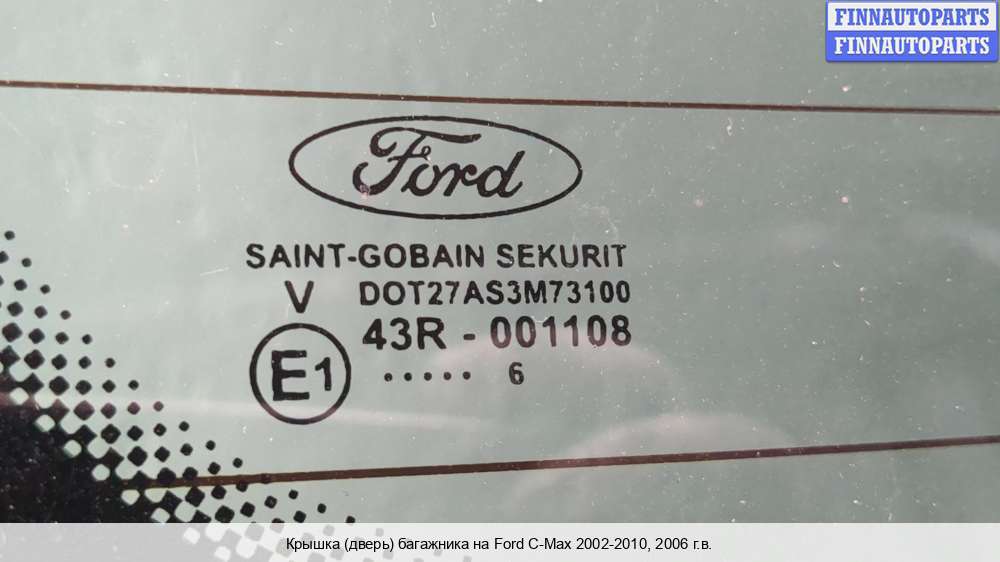 FINNAUTOPARTS
FINNAUTOPARTS
Ford
SAINT-GOBAIN SEKURIT
V DOT27AS3M73100
43R - 001108
E1 ..... 6
Крышка (дверь) багажника на Ford C-Max 2002-2010, 2006 г.в.